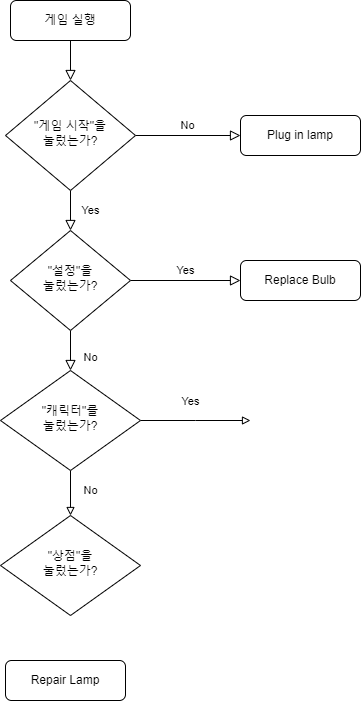 게임 실행
"게임 시작"을
눌렀는가?
No
Plug in lamp
Yes
"설정"을
눌렀는가?
Yes
Replace Bulb
No
"캐릭터"를
눌렀는가?
Yes
No
"상점"을
눌렀는가?
Repair Lamp